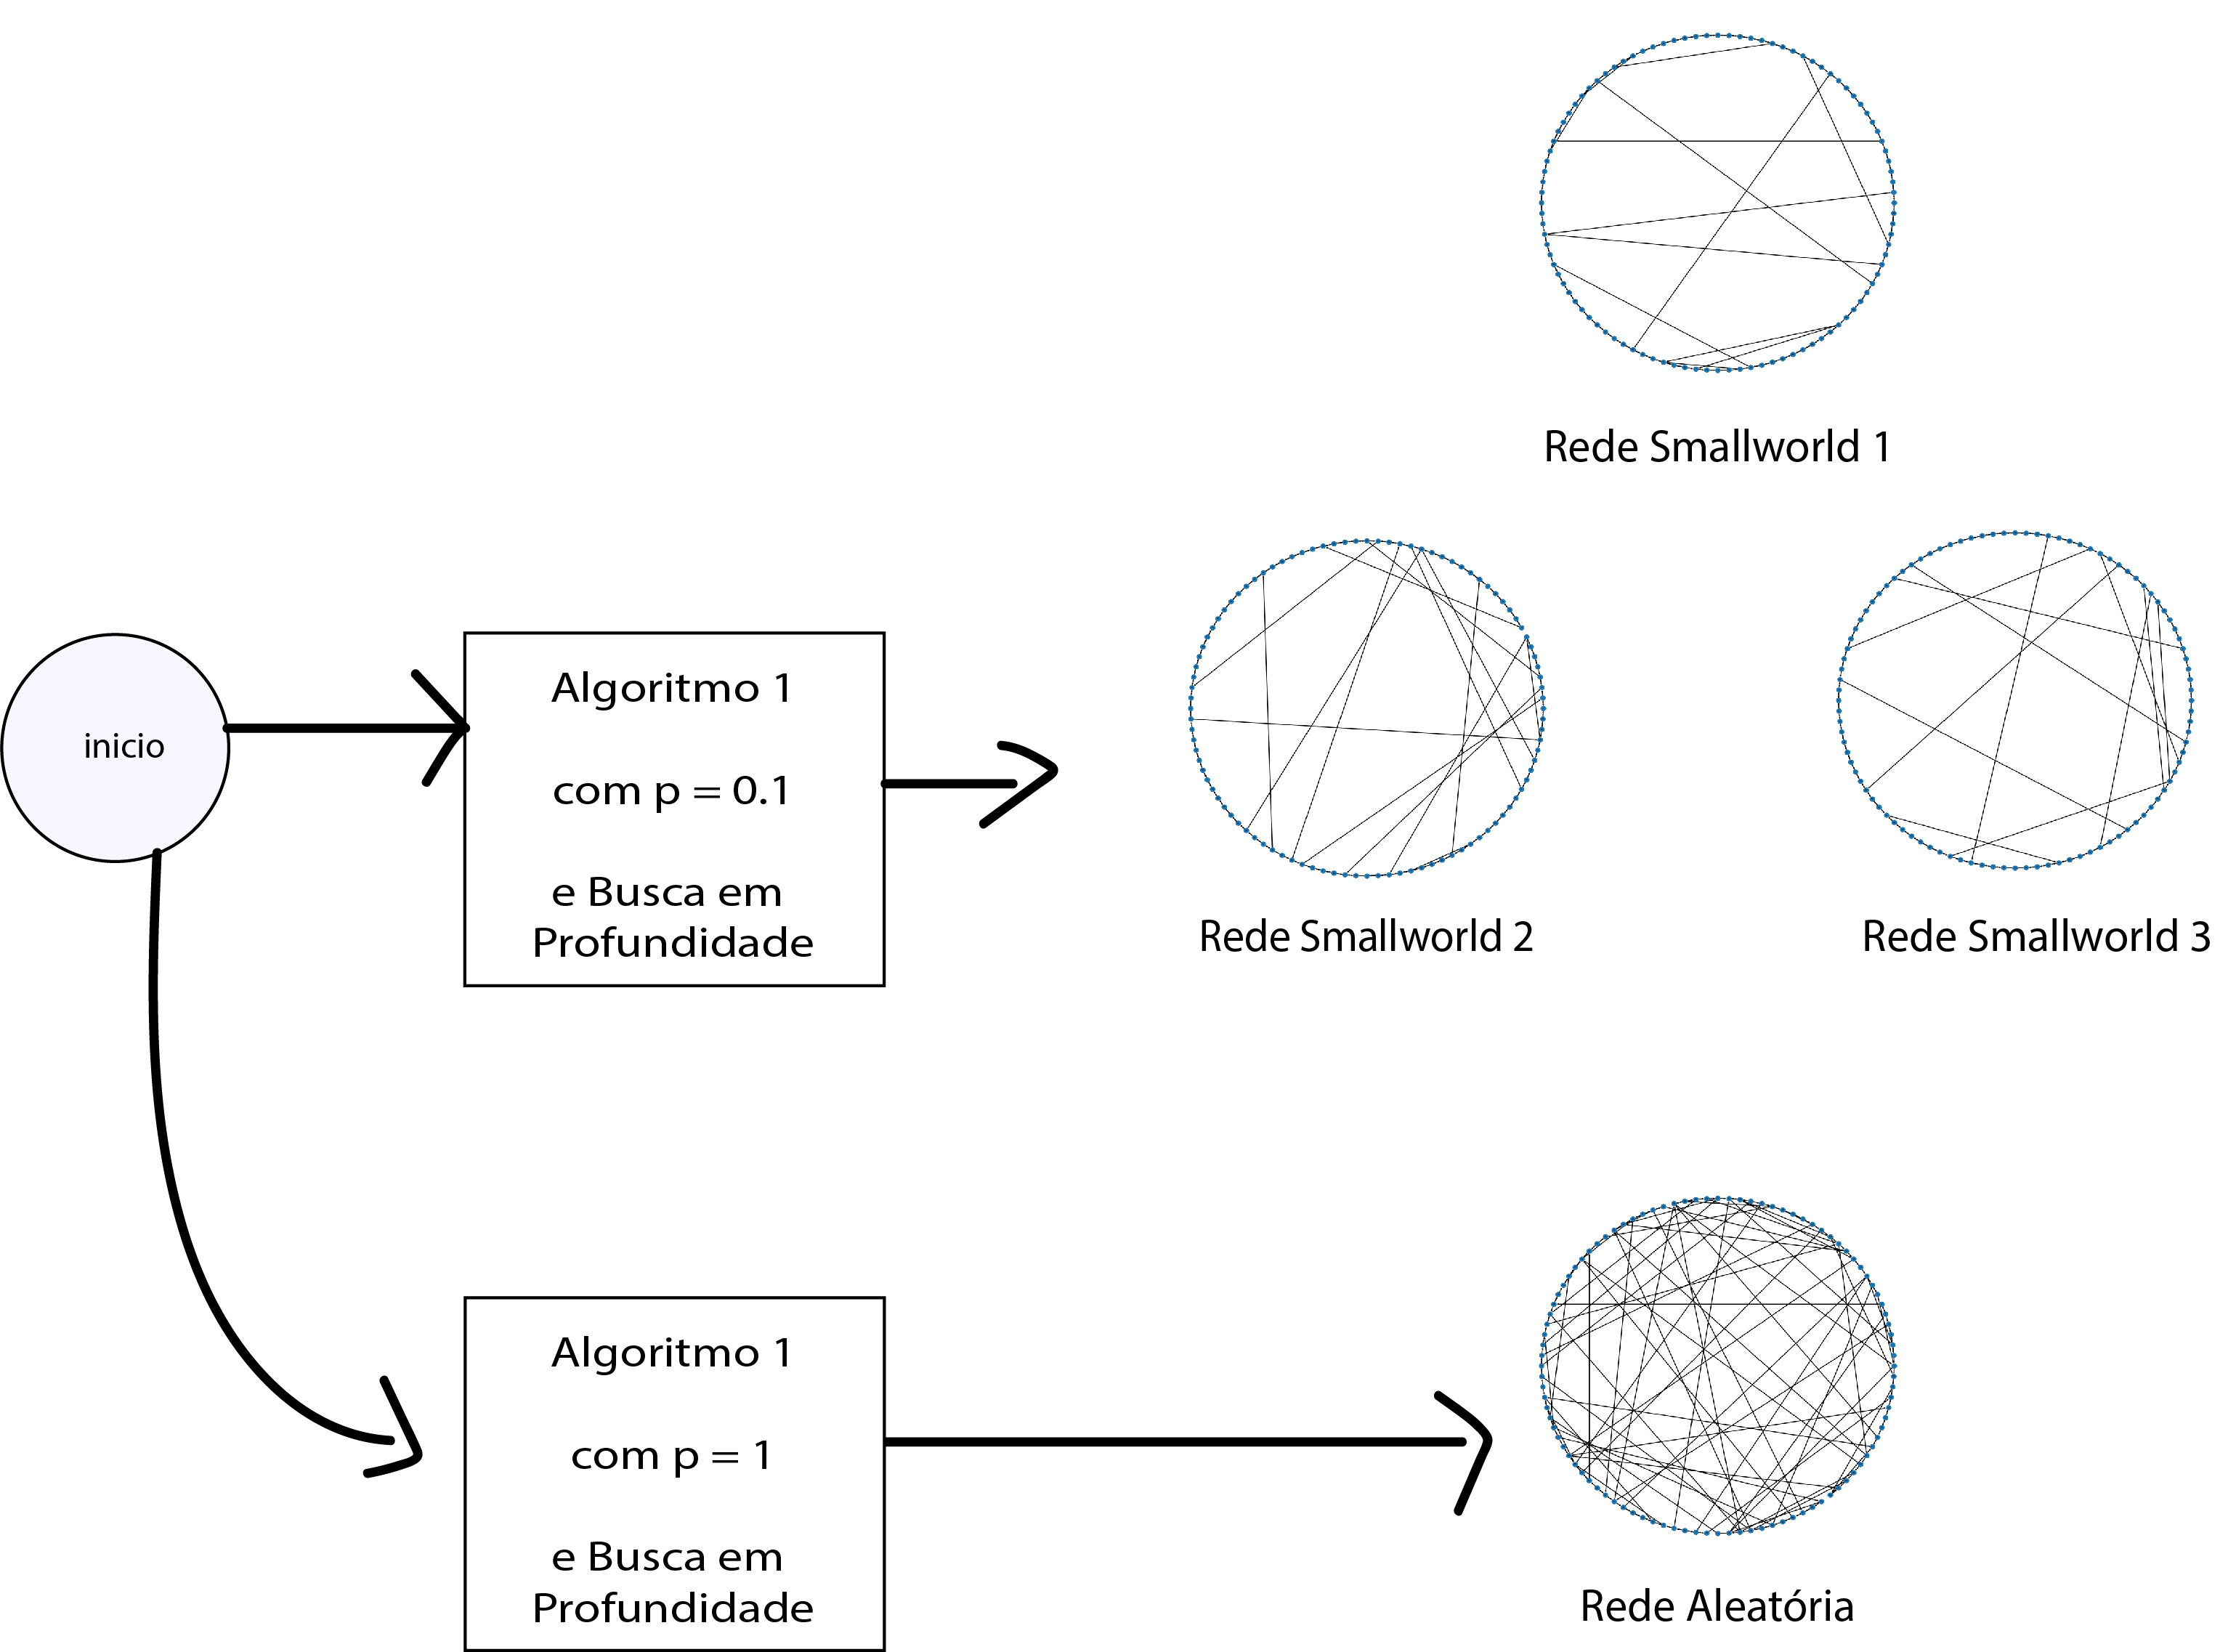 Rede Smallworld 1
inicio
Algoritmo 1
com p = 0.1
e Busca em
Profundidade
Rede Smallworld 2
Rede Smallworld 3
Algoritmo 1
com p = 1
e Busca em
Profundidade
Rede Aleatória